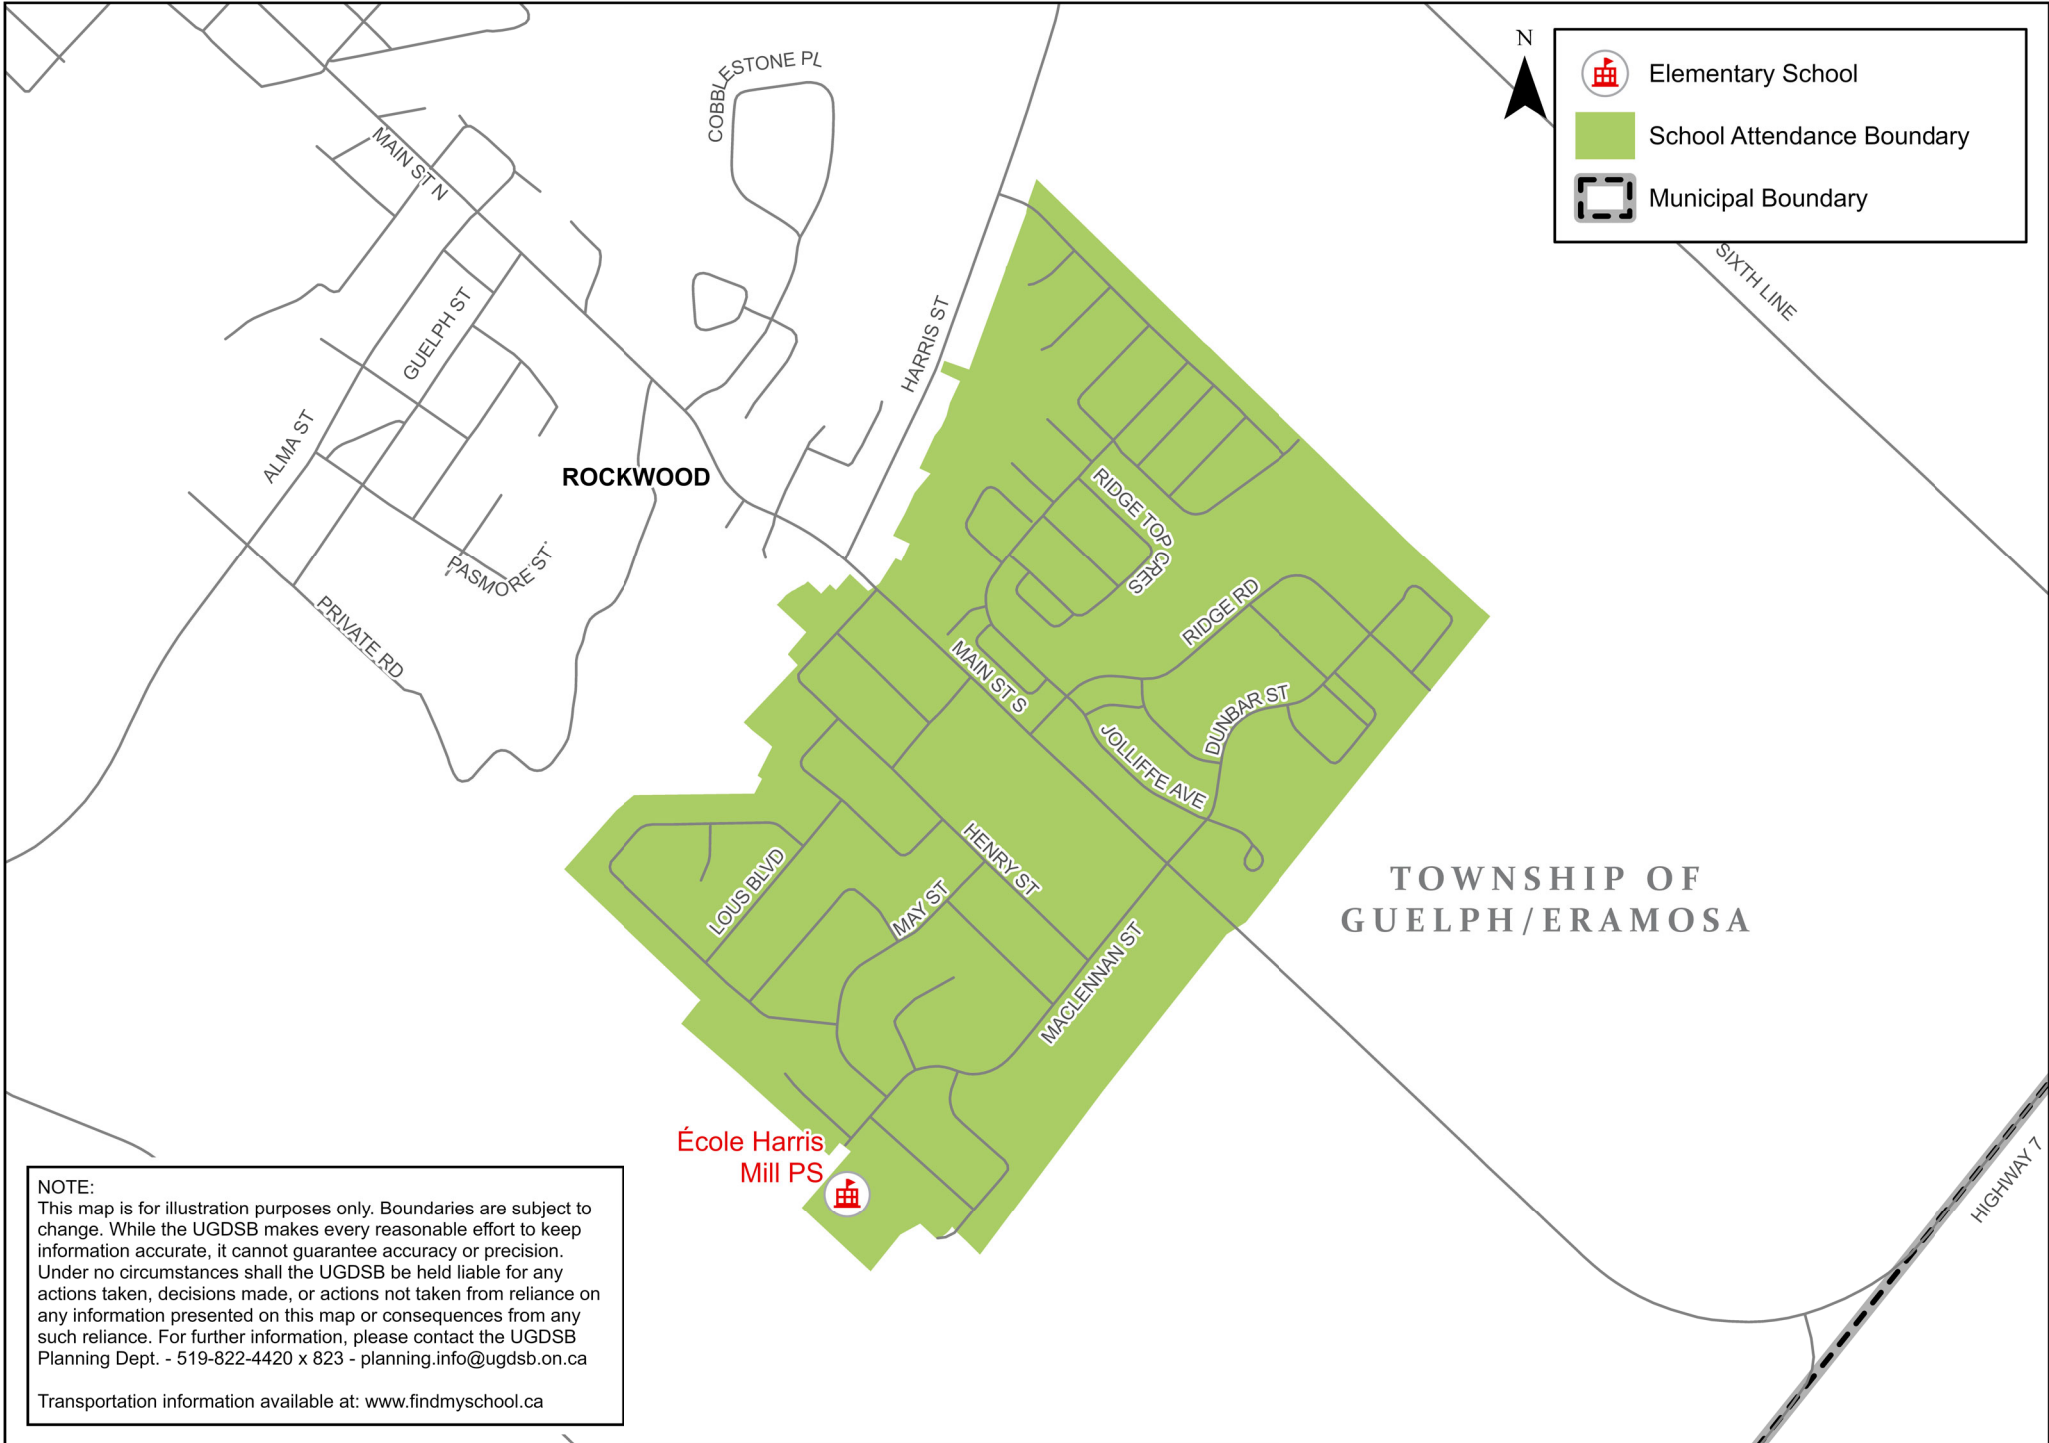 N
Elementary School
School Attendance Boundary
Municipal Boundary
COBBLESTONE PL
MAIN ST N
SIXTH LINE
HARRIS ST
GUELPH ST
ALMA ST
ROCKWOOD
RIDGE TOP CRES
PASMORE ST
PRIVATE RD
RIDGE RD
MAIN ST S
DUNBAR ST
JOLLIFFE AVE
HENRY ST
LOUS BLVD
MAY ST
TOWNSHIP OF
GUELPH/ERAMOSA
MACLENNAN ST
École Harris
Mill PS
HIGHWAY 7
NOTE:
This map is for illustration purposes only. Boundaries are subject to
change. While the UGDSB makes every reasonable effort to keep
information accurate, it cannot guarantee accuracy or precision.
Under no circumstances shall the UGDSB be held liable for any
actions taken, decisions made, or actions not taken from reliance on
any information presented on this map or consequences from any
such reliance. For further information, please contact the UGDSB
Planning Dept. - 519-822-4420 x 823 - planning.info@ugdsb.on.ca
Transportation information available at: www.findmyschool.ca